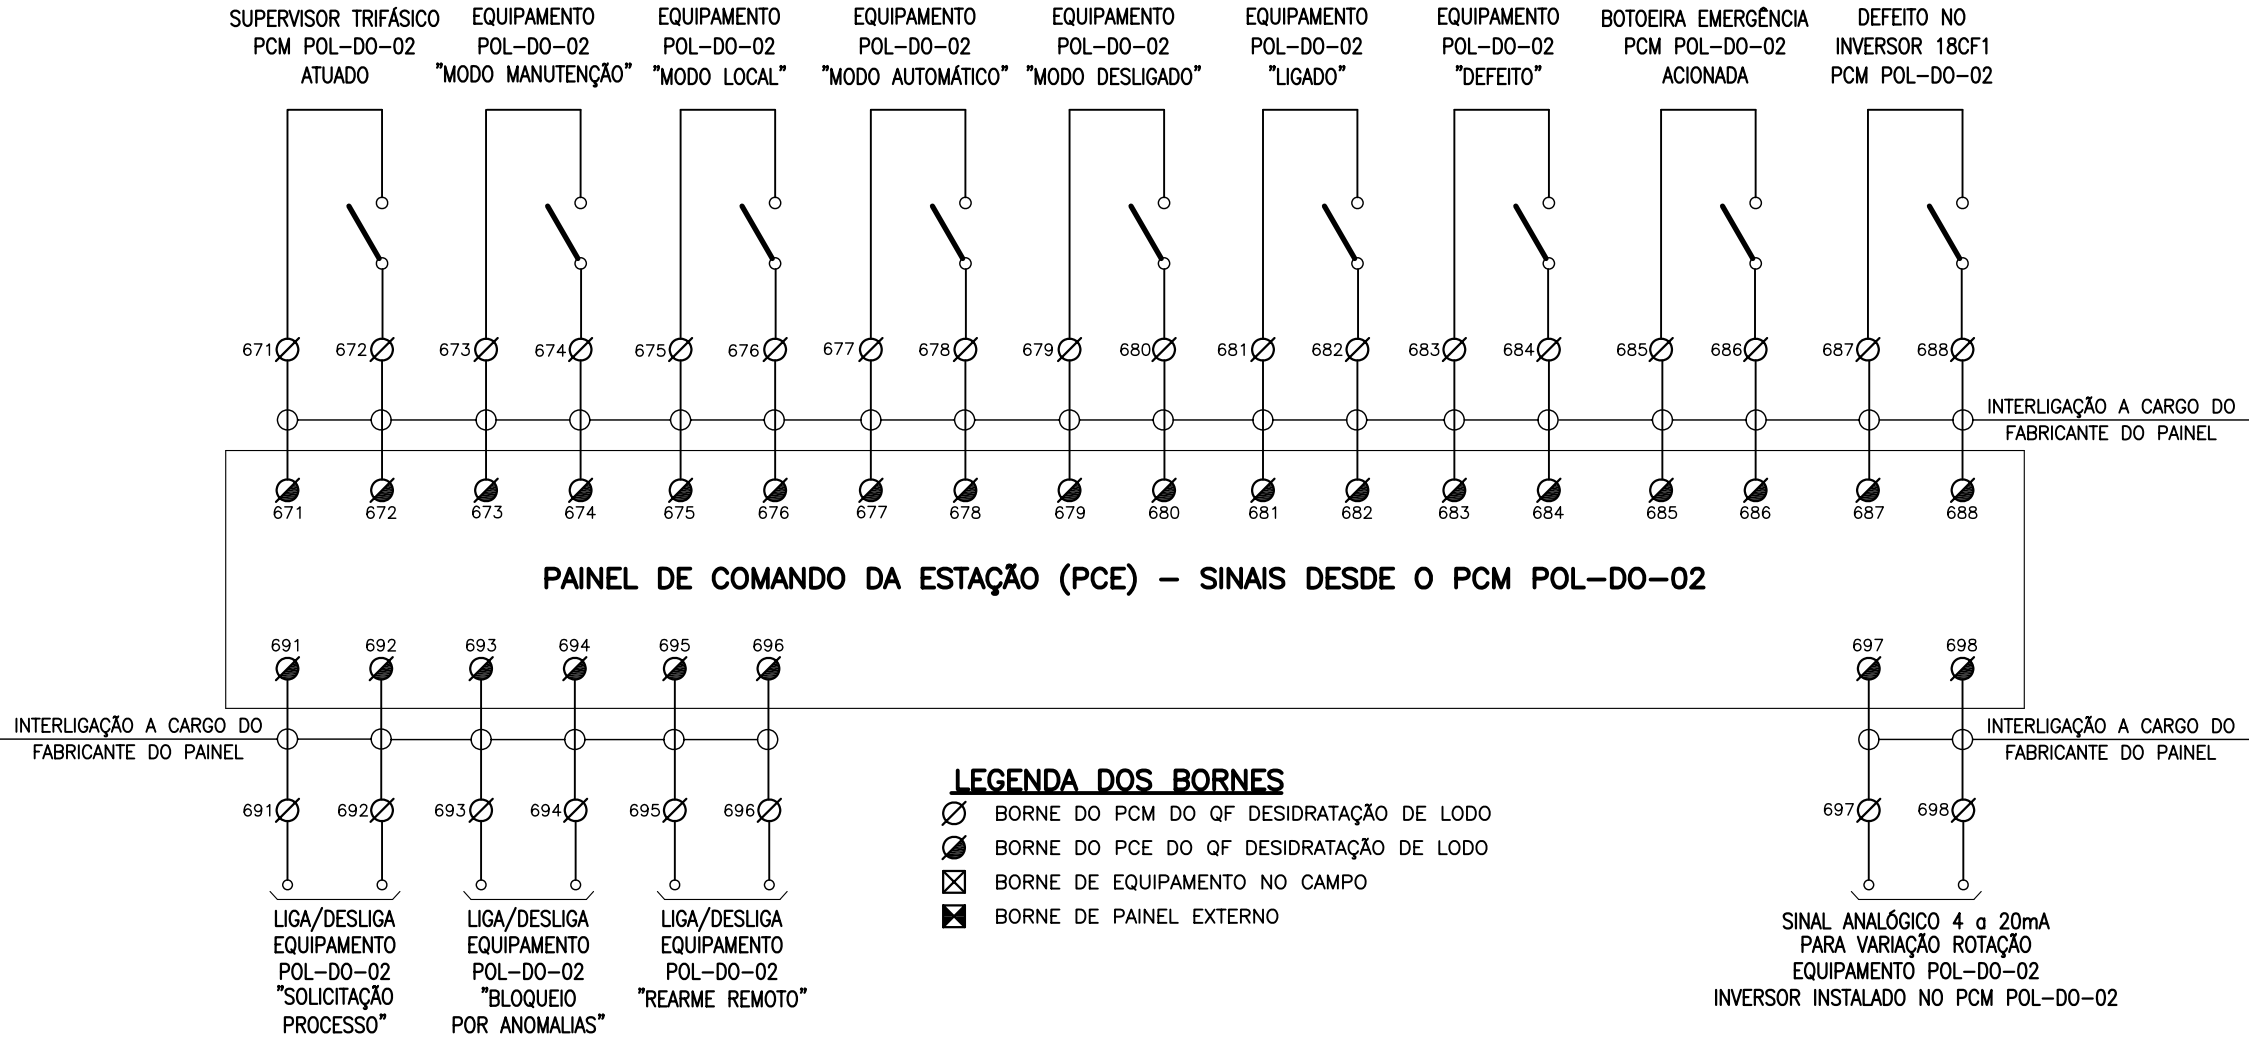 SUPERVISOR TRIFÁSICO
PCM POL-DO-02
ATUADO
EQUIPAMENTO
POL-DO-02
"MODO MANUTENÇÃO"
EQUIPAMENTO
POL-DO-02
"MODO LOCAL"
EQUIPAMENTO
POL-DO-02
"MODO AUTOMÁTICO"
EQUIPAMENTO
POL-DO-02
"MODO DESLIGADO"
EQUIPAMENTO
POL-DO-02
"LIGADO"
EQUIPAMENTO
POL-DO-02
"DEFEITO"
BOTOEIRA EMERGÊNCIA
PCM POL-DO-02
ACIONADA
DEFEITO NO
INVERSOR 18CF1
PCM POL-DO-02
671 672 673 674 675 676 677 678 679 680 681 682 683 684 685 686 687 688
INTERLIGAÇÃO A CARGO DO
FABRICANTE DO PAINEL
671 672 673 674 675 676 677 678 679 680 681 682 683 684 685 686 687 688
PAINEL DE COMANDO DA ESTAÇÃO (PCE) - SINAIS DESDE O PCM POL-DO-02
691 692 693 694 695 696 697 698
INTERLIGAÇÃO A CARGO DO
FABRICANTE DO PAINEL
INTERLIGAÇÃO A CARGO DO
FABRICANTE DO PAINEL
691 692 693 694 695 696 697 698
LEGENDA DOS BORNES
BORNE DO PCM DO QF DESIDRATAÇÃO DE LODO
BORNE DO PCE DO QF DESIDRATAÇÃO DE LODO
BORNE DE EQUIPAMENTO NO CAMPO
BORNE DE PAINEL EXTERNO
LIGA/DESLIGA
EQUIPAMENTO
POL-DO-02
"SOLICITAÇÃO
PROCESSO"
LIGA/DESLIGA
EQUIPAMENTO
POL-DO-02
"BLOQUEIO
POR ANOMALIAS"
LIGA/DESLIGA
EQUIPAMENTO
POL-DO-02
"REARME REMOTO"
SINAL ANALÓGICO 4 a 20mA
PARA VARIAÇÃO ROTAÇÃO
EQUIPAMENTO POL-DO-02
INVERSOR INSTALADO NO PCM POL-DO-02